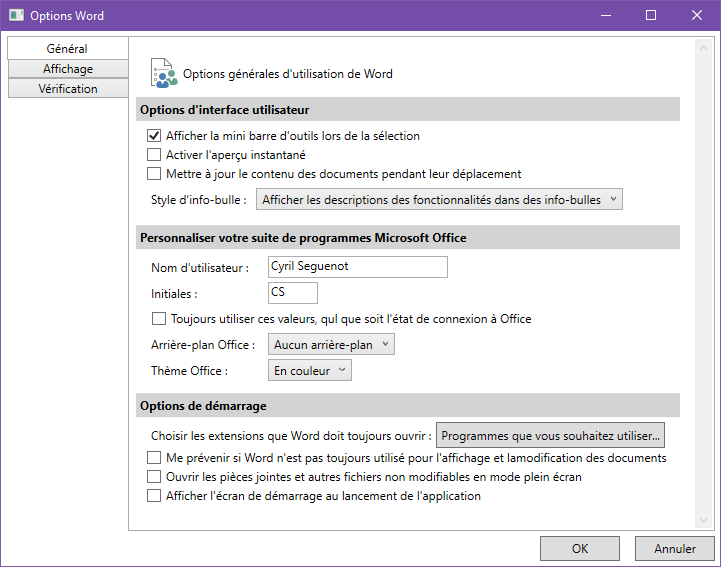 Options Word
Général
Affichage
Vérification
Options générales d'utilisation de Word
Options d'interface utilisateur
Afficher la mini barre d'outils lors de la sélection
Activer l'aperçu instantané
Mettre à jour le contenu des documents pendant leur déplacement
Style d'info-bulle : Afficher les descriptions des fonctionnalités dans des info-bulles
Personnaliser votre suite de programmes Microsoft Office
Nom d'utilisateur : Cyril Seguenot
Initiales : CS
Toujours utiliser ces valeurs, qul que soit l'état de connexion à Office
Arrière-plan Office : Aucun arrière-plan
Thème Office : En couleur
Options de démarrage
Choisir les extensions que Word doit toujours ouvrir : Programmes que vous souhaitez utiliser...
Me prévenir si Word n'est pas toujours utilisé pour l'affichage et lamodification des documents
Ouvrir les pièces jointes et autres fichiers non modifiables en mode plein écran
Afficher l'écran de démarrage au lancement de l'application
OK Annuler